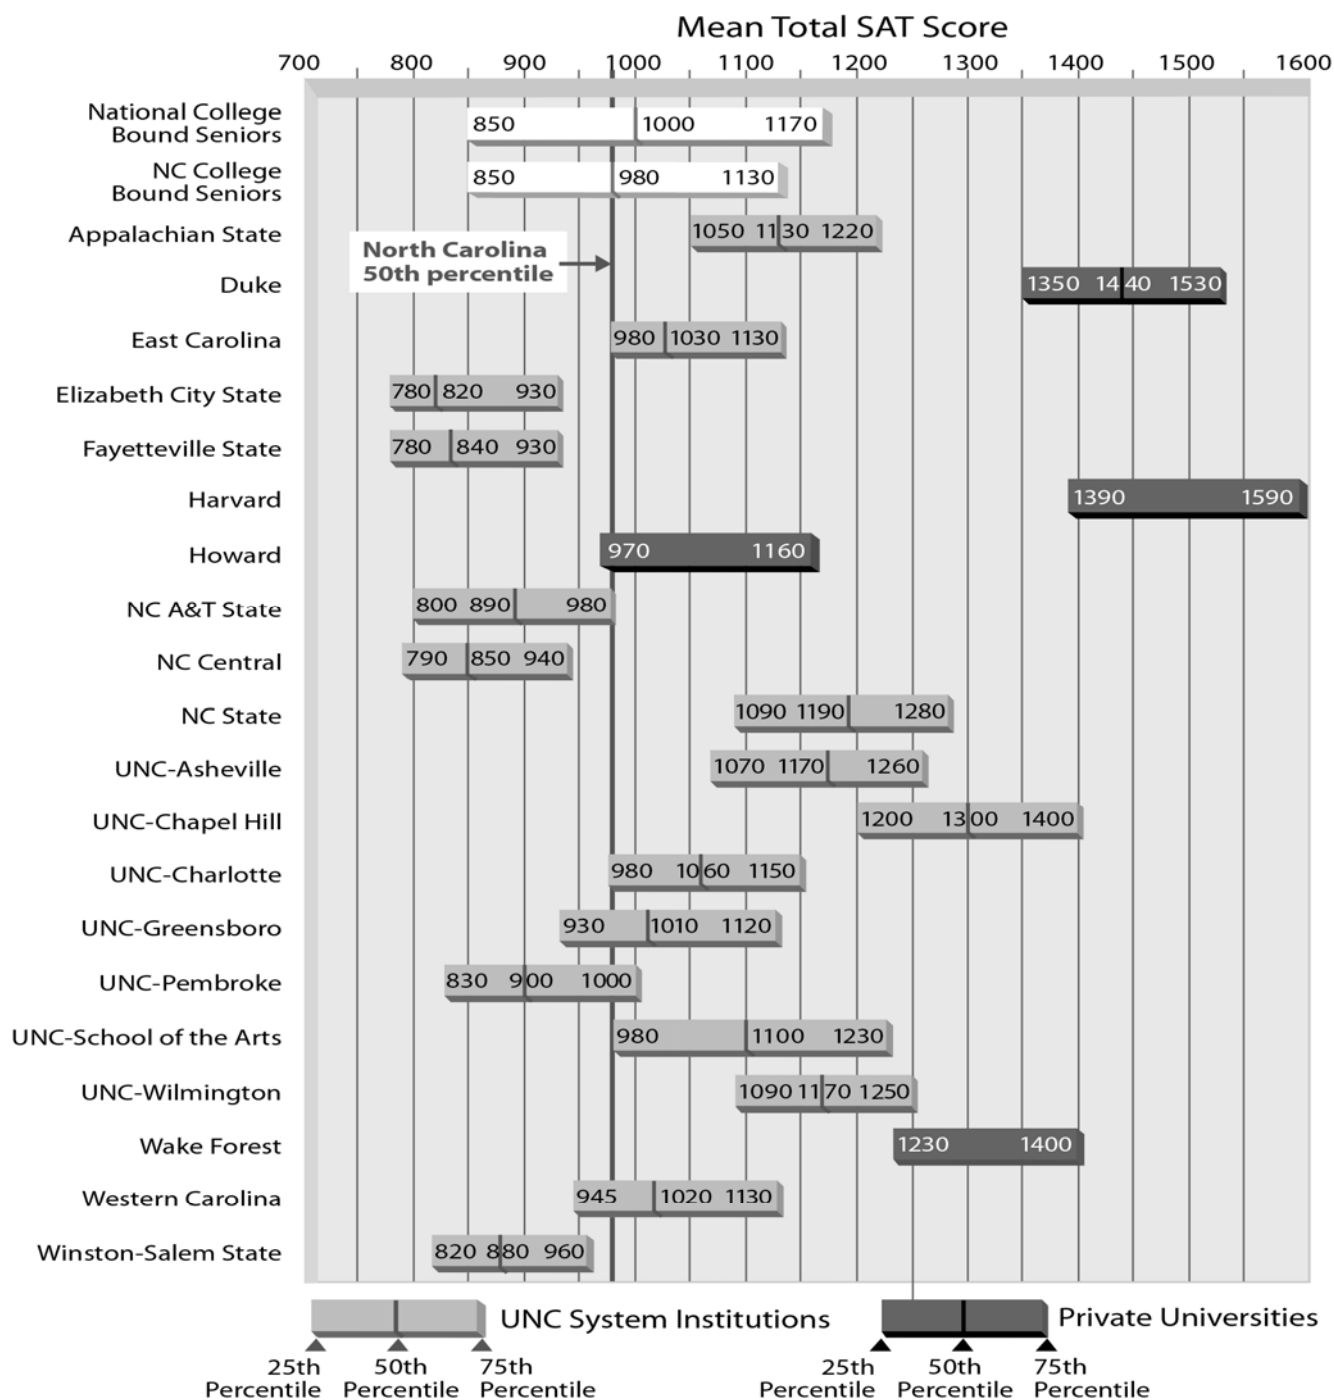 Mean Total SAT Score
700 800 900 1000 1100 1200 1300 1400 1500 1600
National College
Bound Seniors
850 1000 1170
NC College
Bound Seniors
850 980 1130
Appalachian State 1050 1130 1220
North Carolina
50th percentile
Duke 1350 1440 1530
East Carolina 980 1030 1130
Elizabeth City State 780 820 930
Fayetteville State 780 840 930
Harvard 1390 1590
Howard 970 1160
NC A&T State 800 890 980
NC Central 790 850 940
NC State 1090 1190 1280
UNC-Asheville 1070 1170 1260
UNC-Chapel Hill 1200 1300 1400
UNC-Charlotte 980 1060 1150
UNC-Greensboro 930 1010 1120
UNC-Pembroke 830 900 1000
UNC-School of the Arts 980 1100 1230
UNC-Wilmington 1090 1170 1250
Wake Forest 1230 1400
Western Carolina 945 1020 1130
Winston-Salem State 820 880 960
UNC System Institutions Private Universities
25th 50th 75th 25th 50th 75th
Percentile Percentile Percentile Percentile Percentile Percentile